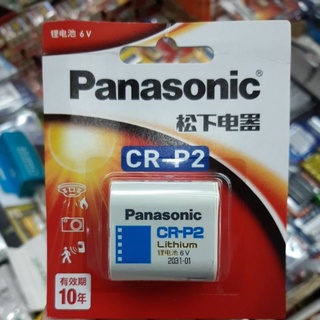 锂电池 6V
Panasonic
松下电器
CR-P2
Panasonic
CR-P2
Lithium
锂电池 6V
2031-01
有效期
10年